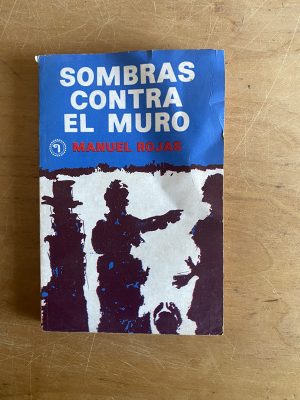 SOMBRAS
CONTRA
EL MURO
MANUEL ROJAS